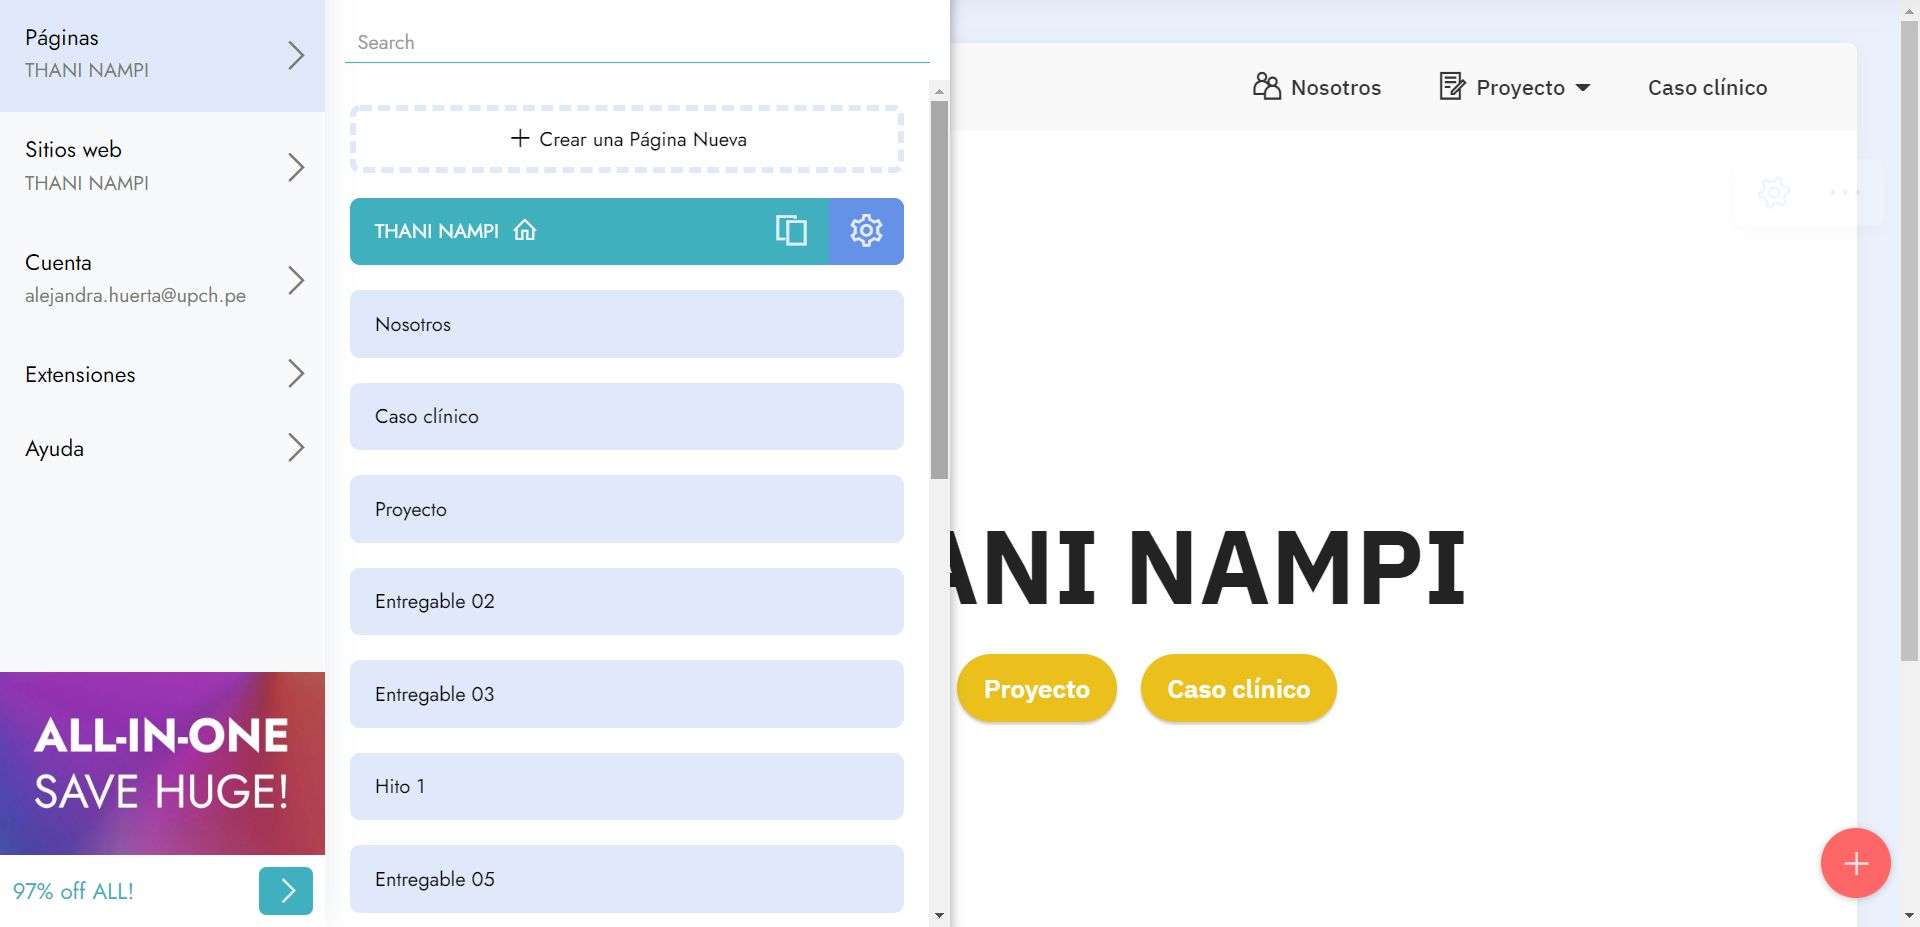 Páginas
THANI NAMPI
Sitios web
THANI NAMPI
Cuenta
alejandra.huerta@upch.pe
Extensiones
Ayuda
ALL-IN-ONE
SAVE HUGE!
97% off ALL!
Search
Crear una Página Nueva
THANI NAMPI
Nosotros
Caso clínico
Proyecto
Entregable 02
Entregable 03
Hito 1
Entregable 05
Nosotros Proyecto Caso clínico
ANI NAMPI
Proyecto Caso clínico